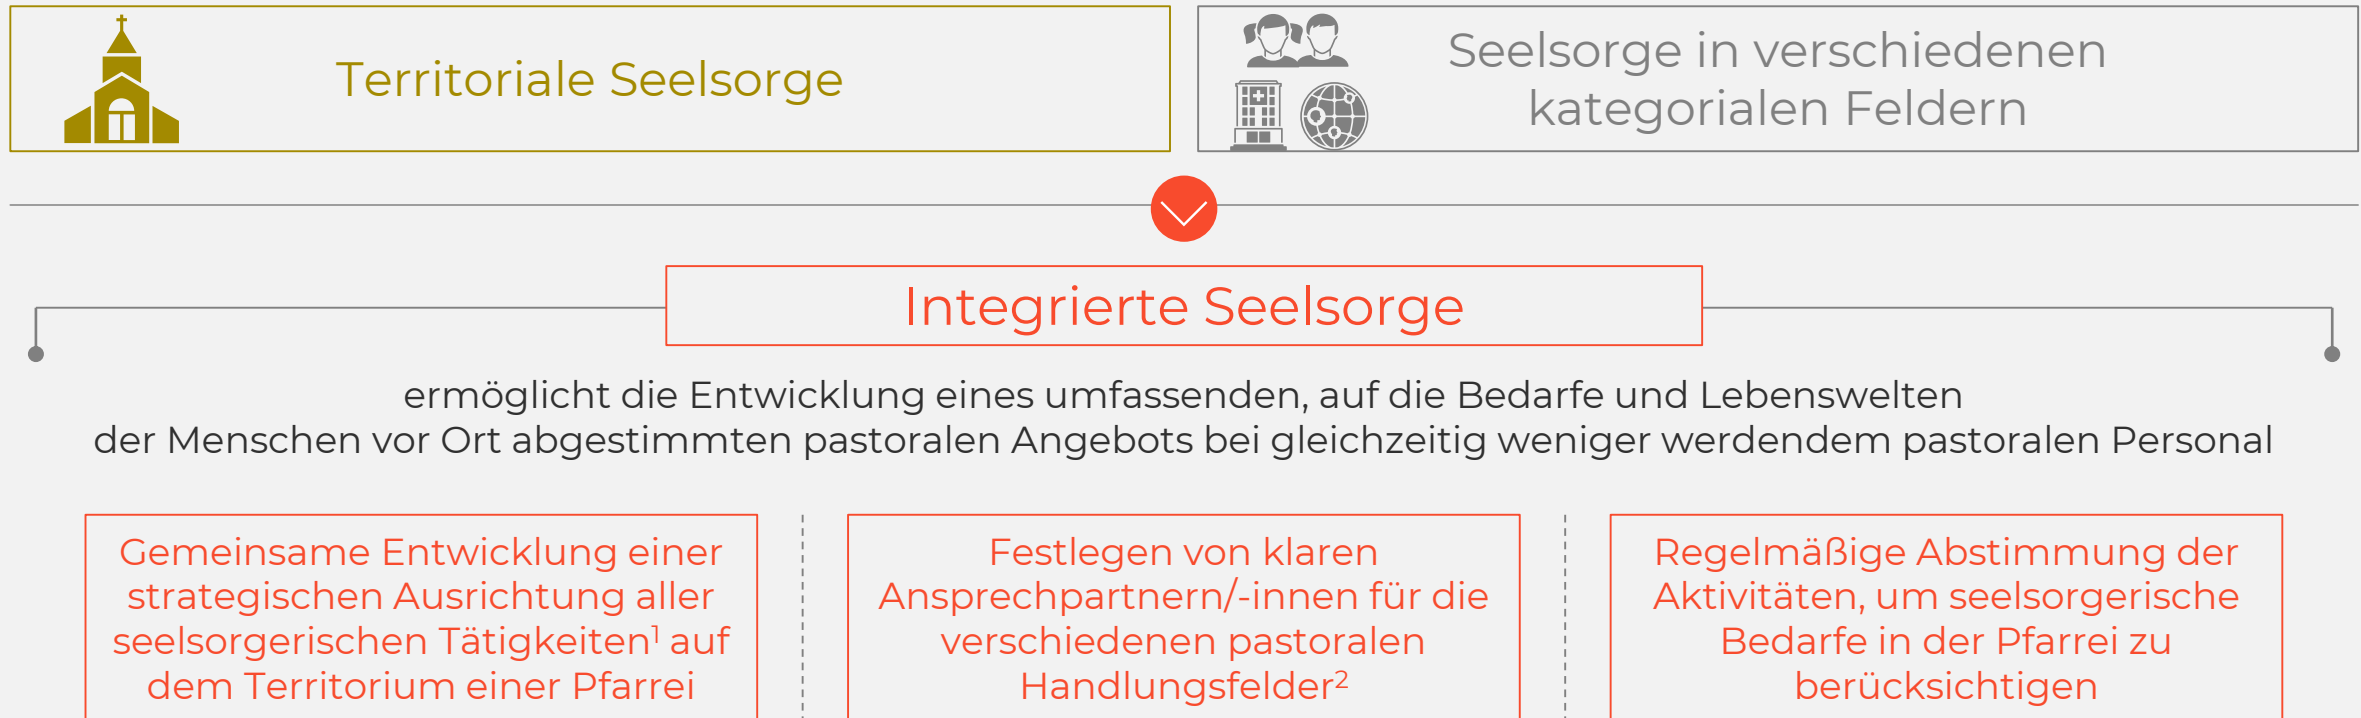 Territoriale Seelsorge
Seelsorge in verschiedenen
kategorialen Feldern
Integrierte Seelsorge
ermöglicht die Entwicklung eines umfassenden, auf die Bedarfe und Lebenswelten
der Menschen vor Ort abgestimmten pastoralen Angebots bei gleichzeitig weniger werdendem pastoralen Personal
Gemeinsame Entwicklung einer
strategischen Ausrichtung aller
seelsorgerischen Tätigkeiten¹ auf
dem Territorium einer Pfarrei
Festlegen von klaren
Ansprechpartnern/-innen für die
verschiedenen pastoralen
Handlungsfelder²
Regelmäßige Abstimmung der
Aktivitäten, um seelsorgerische
Bedarfe in der Pfarrei zu
berücksichtigen